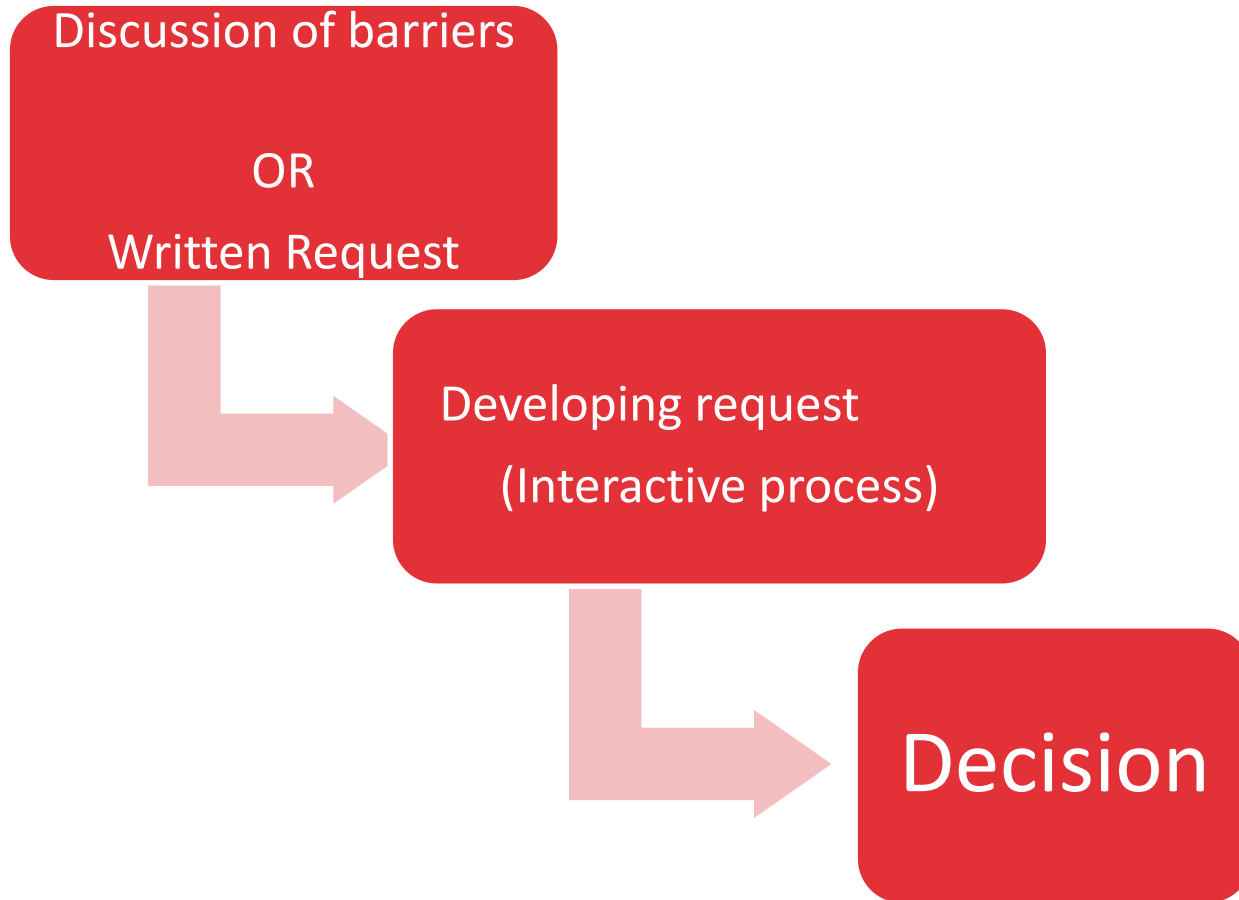 Discussion of barriers
OR
Written Request
Developing request
(Interactive process)
Decision